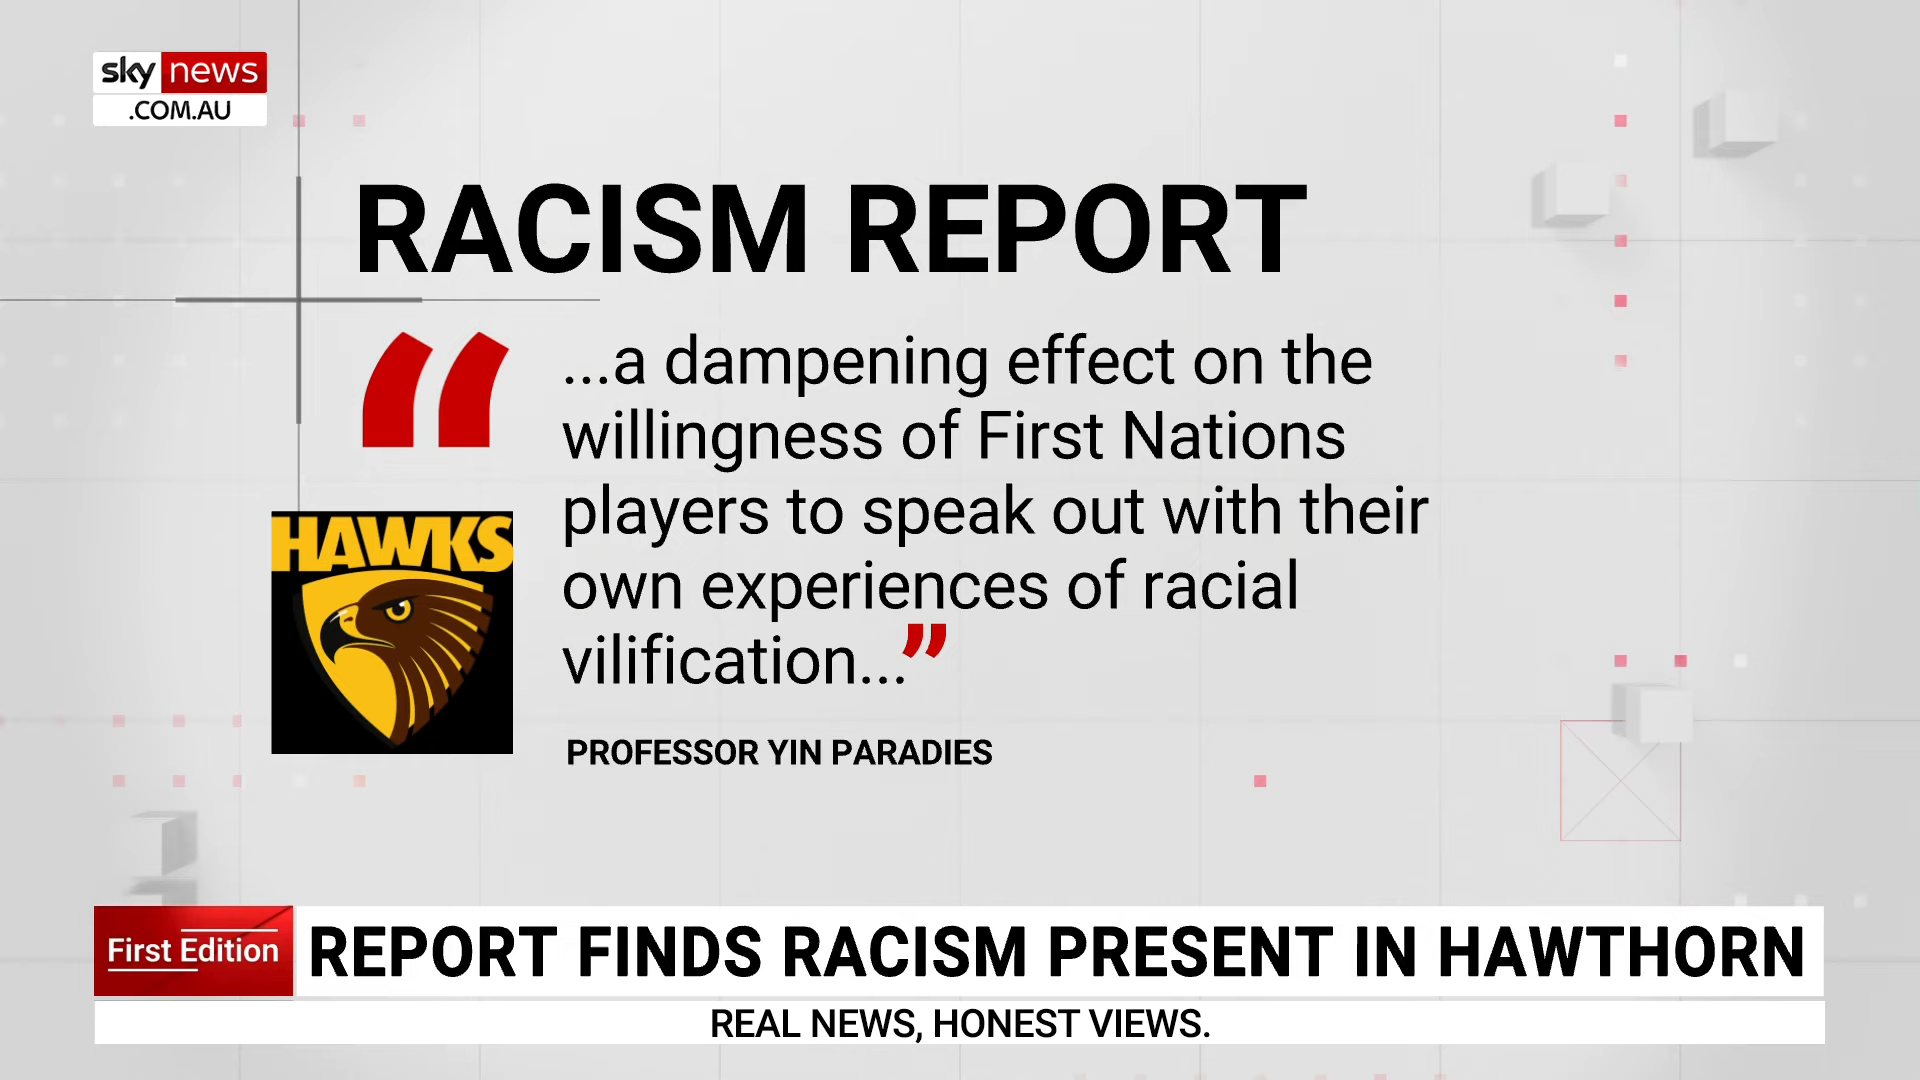 sky news
.COM.AU
RACISM REPORT
“ ...a dampening effect on the
willingness of First Nations
players to speak out with their
own experiences of racial
vilification...”
HAWKS
PROFESSOR YIN PARADIES
First Edition
REPORT FINDS RACISM PRESENT IN HAWTHORN
REAL NEWS, HONEST VIEWS.